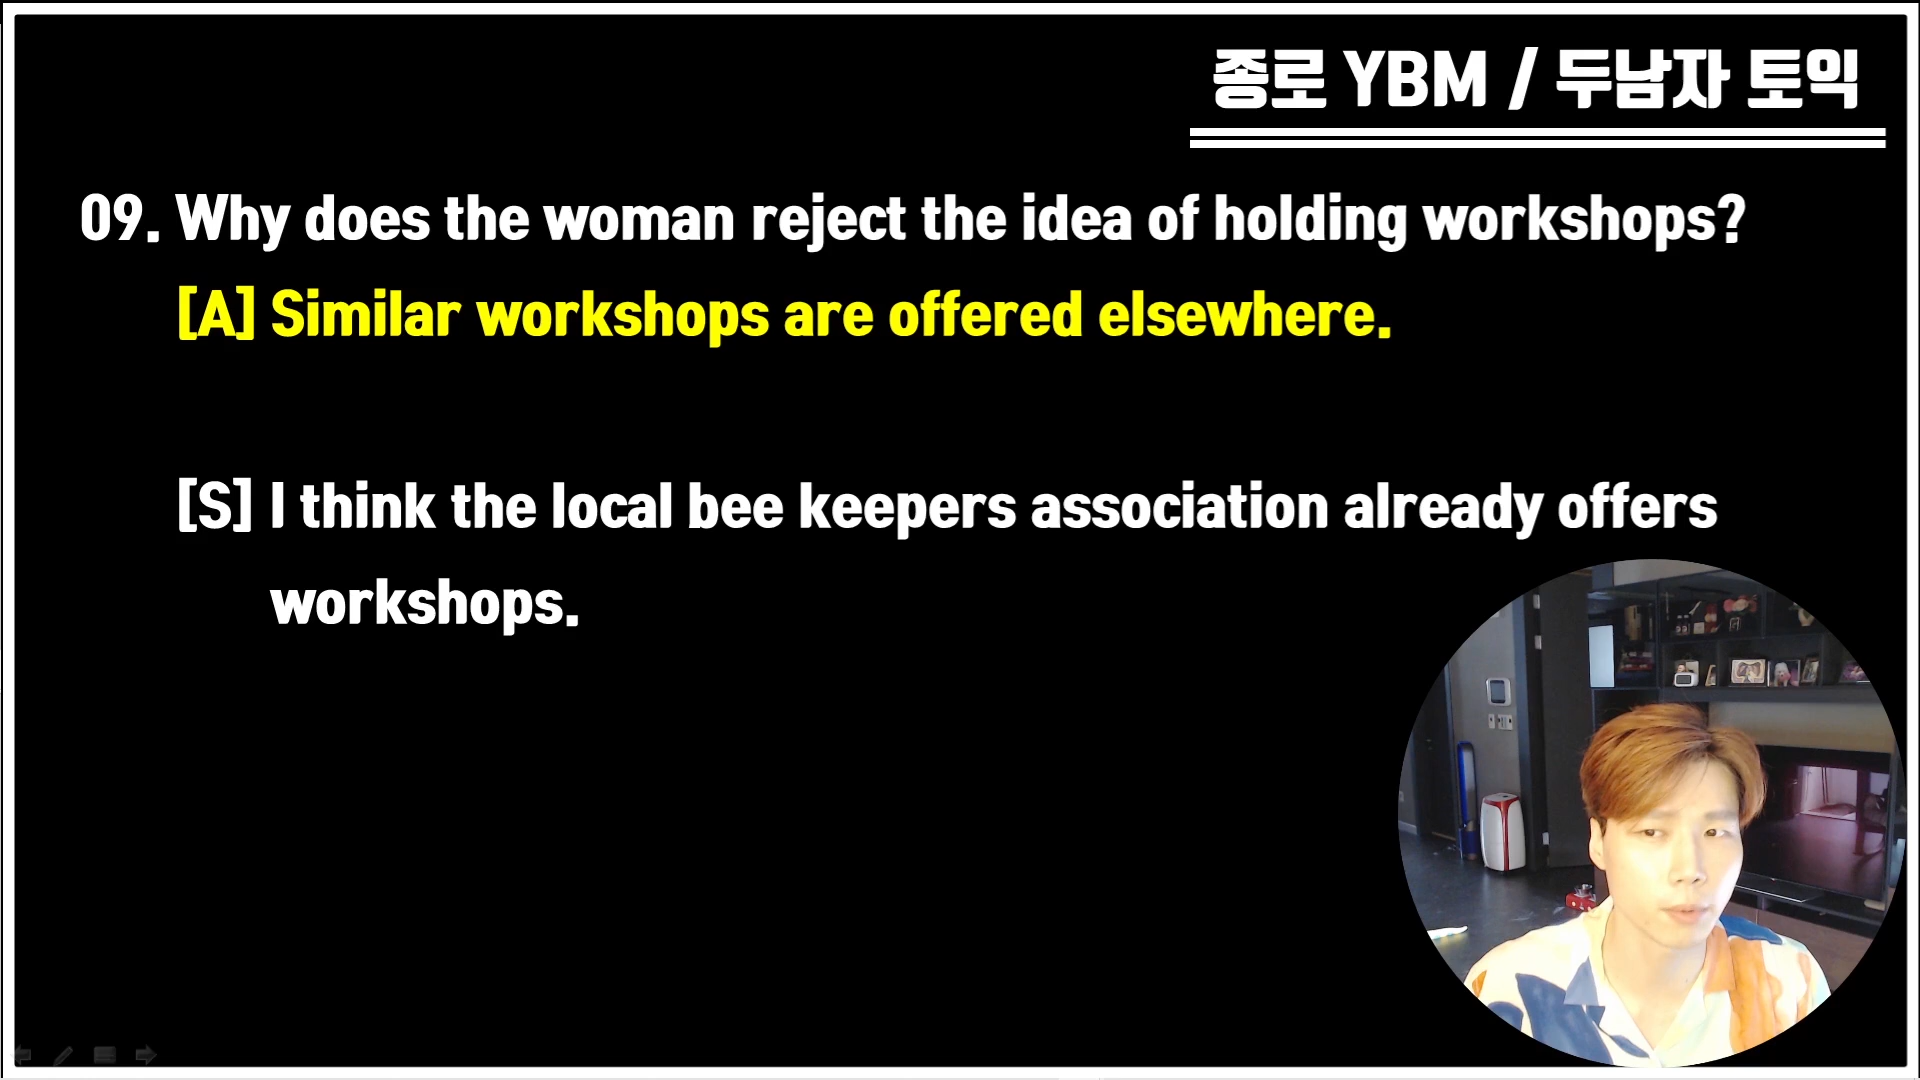 종로 YBM / 두남자 토익
09. Why does the woman reject the idea of holding workshops?
[A] Similar workshops are offered elsewhere.
[S] I think the local bee keepers association already offers
workshops.